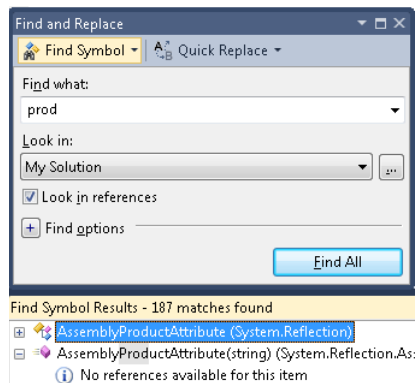 Find and Replace
Find Symbol Quick Replace
Find what:
prod
Look in:
My Solution ...
Look in references
Find options
Find All
Find Symbol Results - 187 matches found
AssemblyProductAttribute (System.Reflection)
AssemblyProductAttribute(string) (System.Reflection.As
No references available for this item